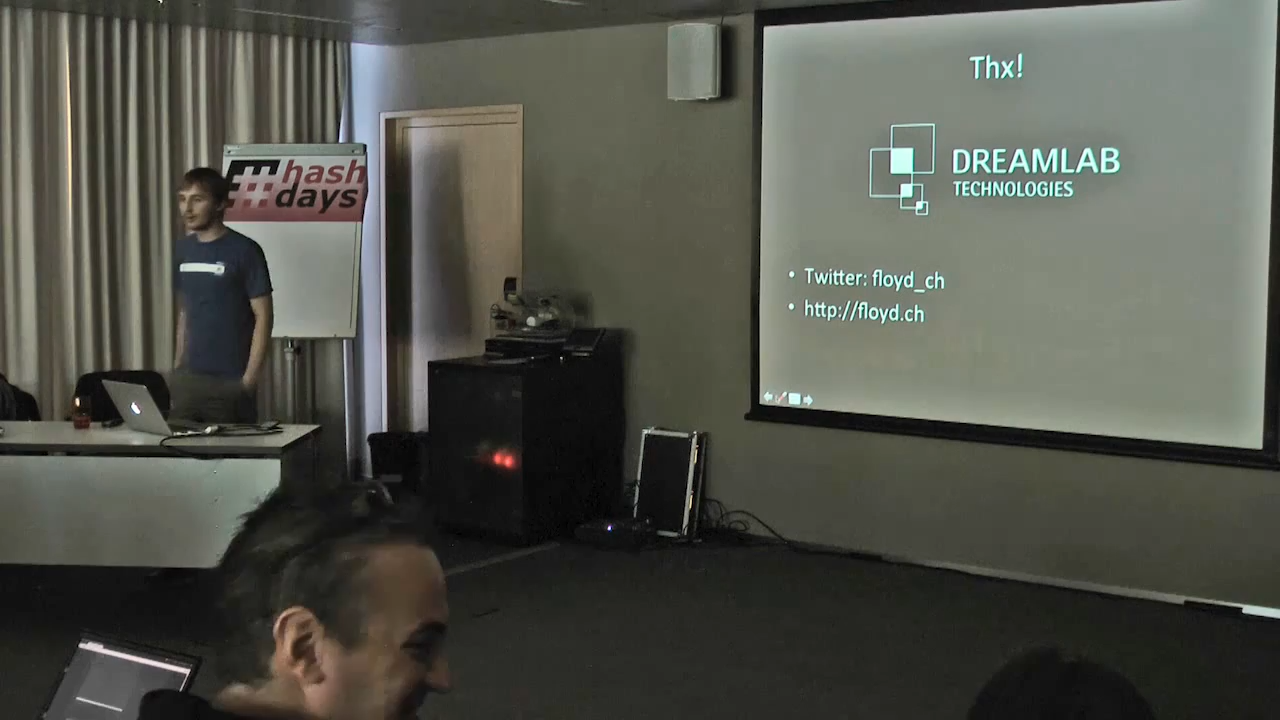 #hash
days
Thx!
DREAMLAB
TECHNOLOGIES
• Twitter: floyd_ch
• http://floyd.ch